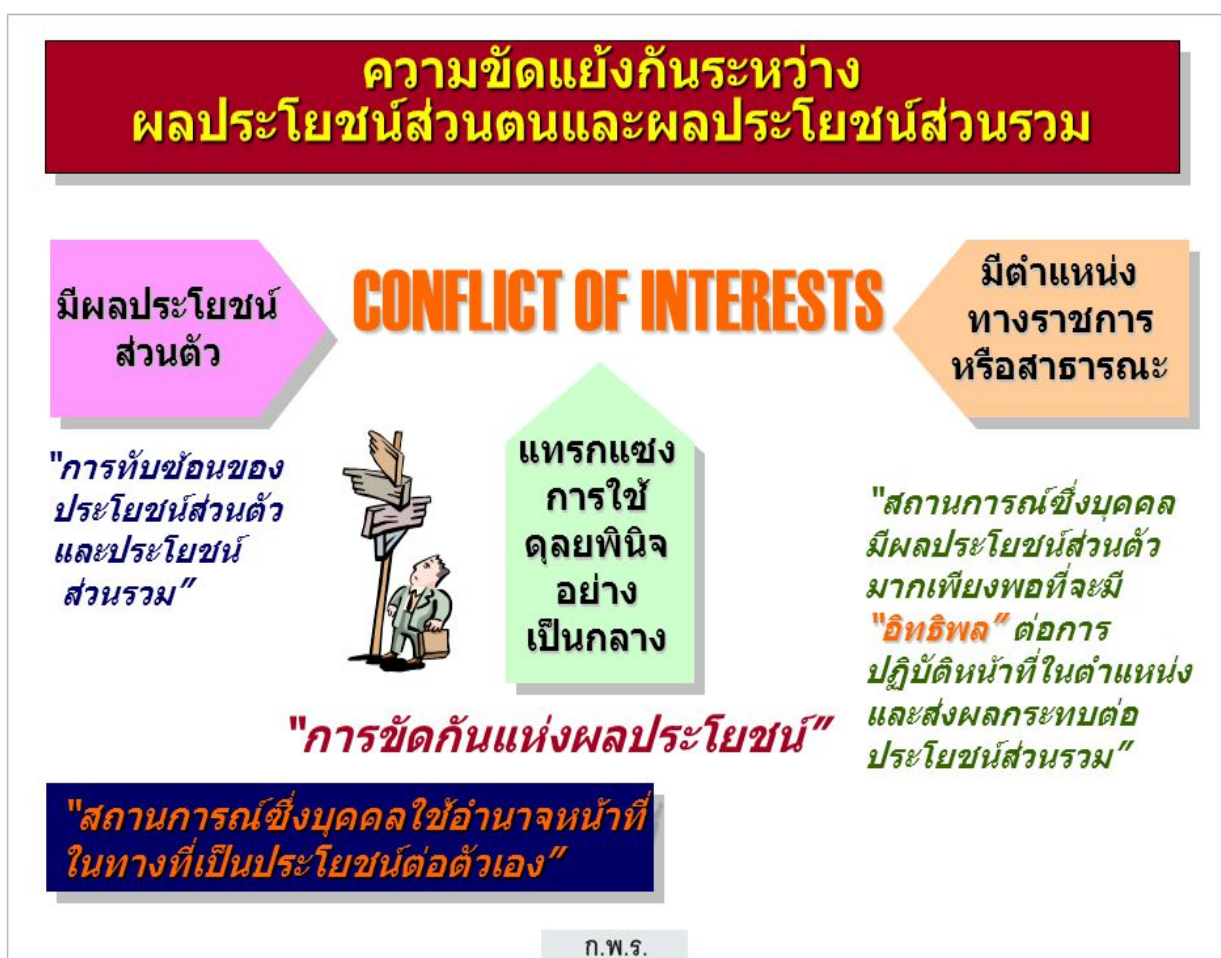 ความขัดแย้งกันระหว่าง
ผลประโยชน์ส่วนตนและผลประโยชน์ส่วนรวม
มีผลประโยชน์
ส่วนตัว
CONFLICT OF INTERESTS
มีตำแหน่ง
ทางราชการ
หรือสาธารณะ
"การทับซ้อนของ
ประโยชน์ส่วนตัว
และประโยชน์
ส่วนรวม"
แทรกแซง
การใช้
ดุลยพินิจ
อย่าง
เป็นกลาง
"สถานการณ์ซึ่งบุคคล
มีผลประโยชน์ส่วนตัว
มากเพียงพอที่จะมี
"อิทธิพล" ต่อการ
ปฏิบัติหน้าที่ในตำแหน่ง
และส่งผลกระทบต่อ
ประโยชน์ส่วนรวม"
"การขัดกันแห่งผลประโยชน์"
"สถานการณ์ซึ่งบุคคลใช้อำนาจหน้าที่
ในทางที่เป็นประโยชน์ต่อตัวเอง"
ก.พ.ร.